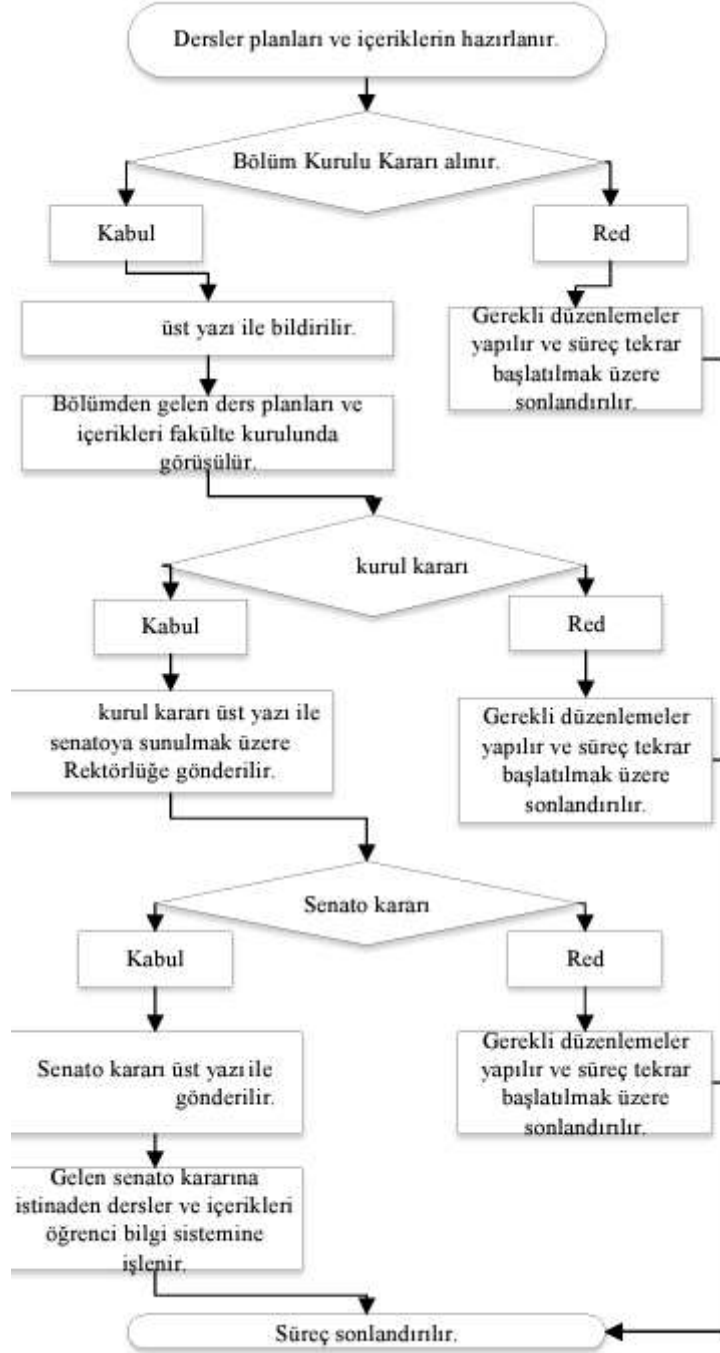 Dersler planları ve içeriklerin hazırlanır.
Bölüm Kurulu Kararı alınır.
Kabul
Red
üst yazı ile bildirilir.
Gerekli düzenlemeler
yapılır ve süreç tekrar
başlatılmak üzere
sonlandırılır.
Bölümden gelen ders planları ve
içerikleri fakülte kurulunda
görüşülür.
kurul kararı
Kabul
Red
kurul kararı üst yazı ile
senatoya sunulmak üzere
Rektörlüğe gönderilir.
Gerekli düzenlemeler
yapılır ve süreç tekrar
başlatılmak üzere
sonlandırılır.
Senato kararı
Kabul
Red
Senato kararı üst yazı ile
gönderilir.
Gerekli düzenlemeler
yapılır ve süreç tekrar
başlatılmak üzere
sonlandırılır.
Gelen senato kararına
istinaden dersler ve içerikleri
öğrenci bilgi sistemine
işlenir.
Süreç sonlandırılır.